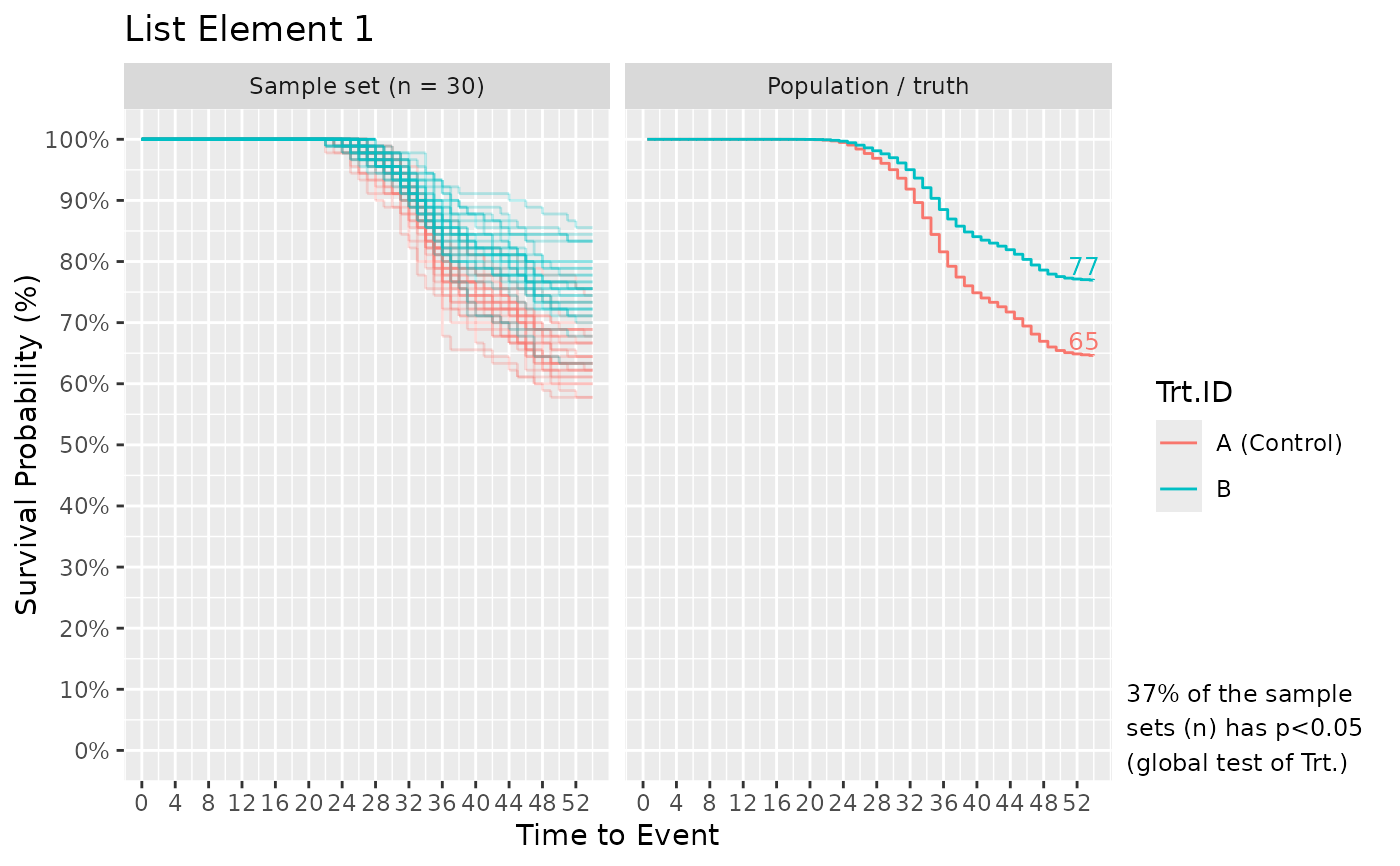 List Element 1
Sample set (n = 30)
Population / truth
Survival Probability (%)
100%
90%
80%
70%
60%
50%
40%
30%
20%
10%
0%
77
65
0 4 8 12 16 20 24 28 32 36 40 44 48 52
0 4 8 12 16 20 24 28 32 36 40 44 48 52
Time to Event
Trt.ID
A (Control)
B
37% of the sample
sets (n) has p<0.05
(global test of Trt.)